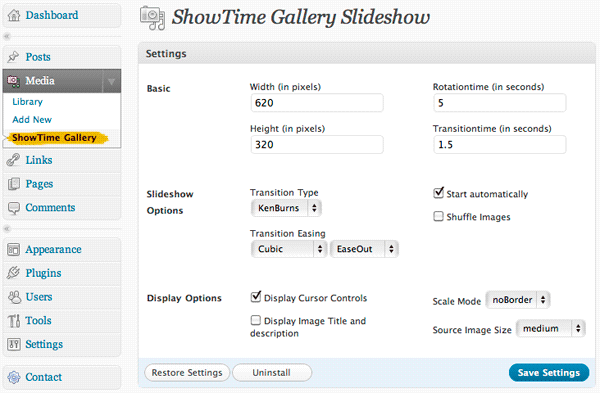 Dashboard
Posts
Media
Library
Add New
ShowTime Gallery
Links
Pages
Comments
Appearance
Plugins
Users
Tools
Settings
Contact
ShowTime Gallery Slideshow
Settings
Basic
Width (in pixels)
620
Rotationtime (in seconds)
5
Height (in pixels)
320
Transitiontime (in seconds)
1.5
Slideshow
Options
Transition Type
KenBurns
Start automatically
Shuffle Images
Transition Easing
Cubic
EaseOut
Display Options
Display Cursor Controls
Scale Mode
noBorder
Display Image Title and
description
Source Image Size
medium
Restore Settings
Uninstall
Save Settings